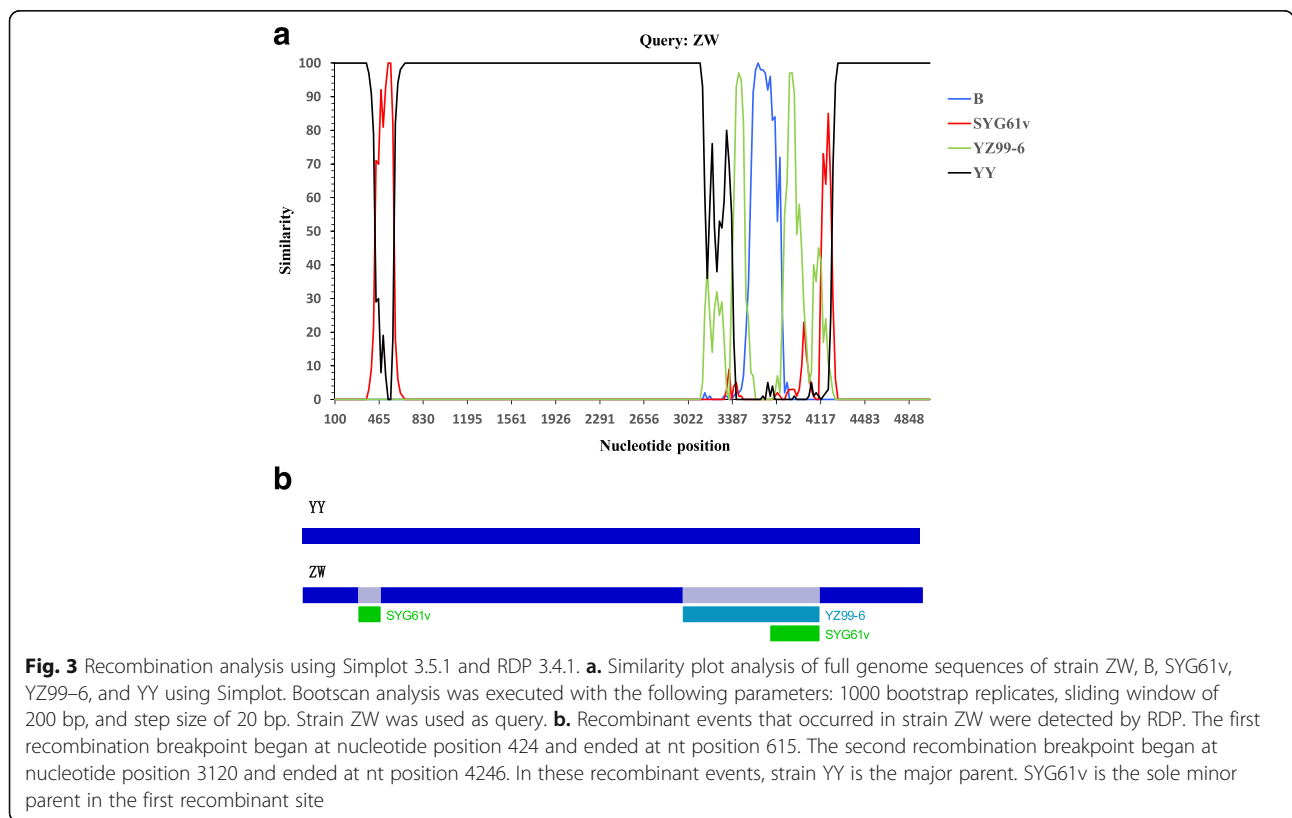 a
Query: ZW
100
90
80
70
60
50
40
30
20
10
0
Similarity
100 465 830 1195 1561 1926 2291 2656 3022 3387 3752 4117 4483 4848
Nucleotide position
B
SYG61v
YZ99-6
YY
b
YY
ZW
SYG61v
YZ99-6
SYG61v
Fig. 3 Recombination analysis using Simplot 3.5.1 and RDP 3.4.1. a. Similarity plot analysis of full genome sequences of strain ZW, B, SYG61v,
YZ99–6, and YY using Simplot. Bootscan analysis was executed with the following parameters: 1000 bootstrap replicates, sliding window of
200 bp, and step size of 20 bp. Strain ZW was used as query. b. Recombinant events that occurred in strain ZW were detected by RDP. The first
recombination breakpoint began at nucleotide position 424 and ended at nt position 615. The second recombination breakpoint began at
nucleotide position 3120 and ended at nt position 4246. In these recombinant events, strain YY is the major parent. SYG61v is the sole minor
parent in the first recombinant site